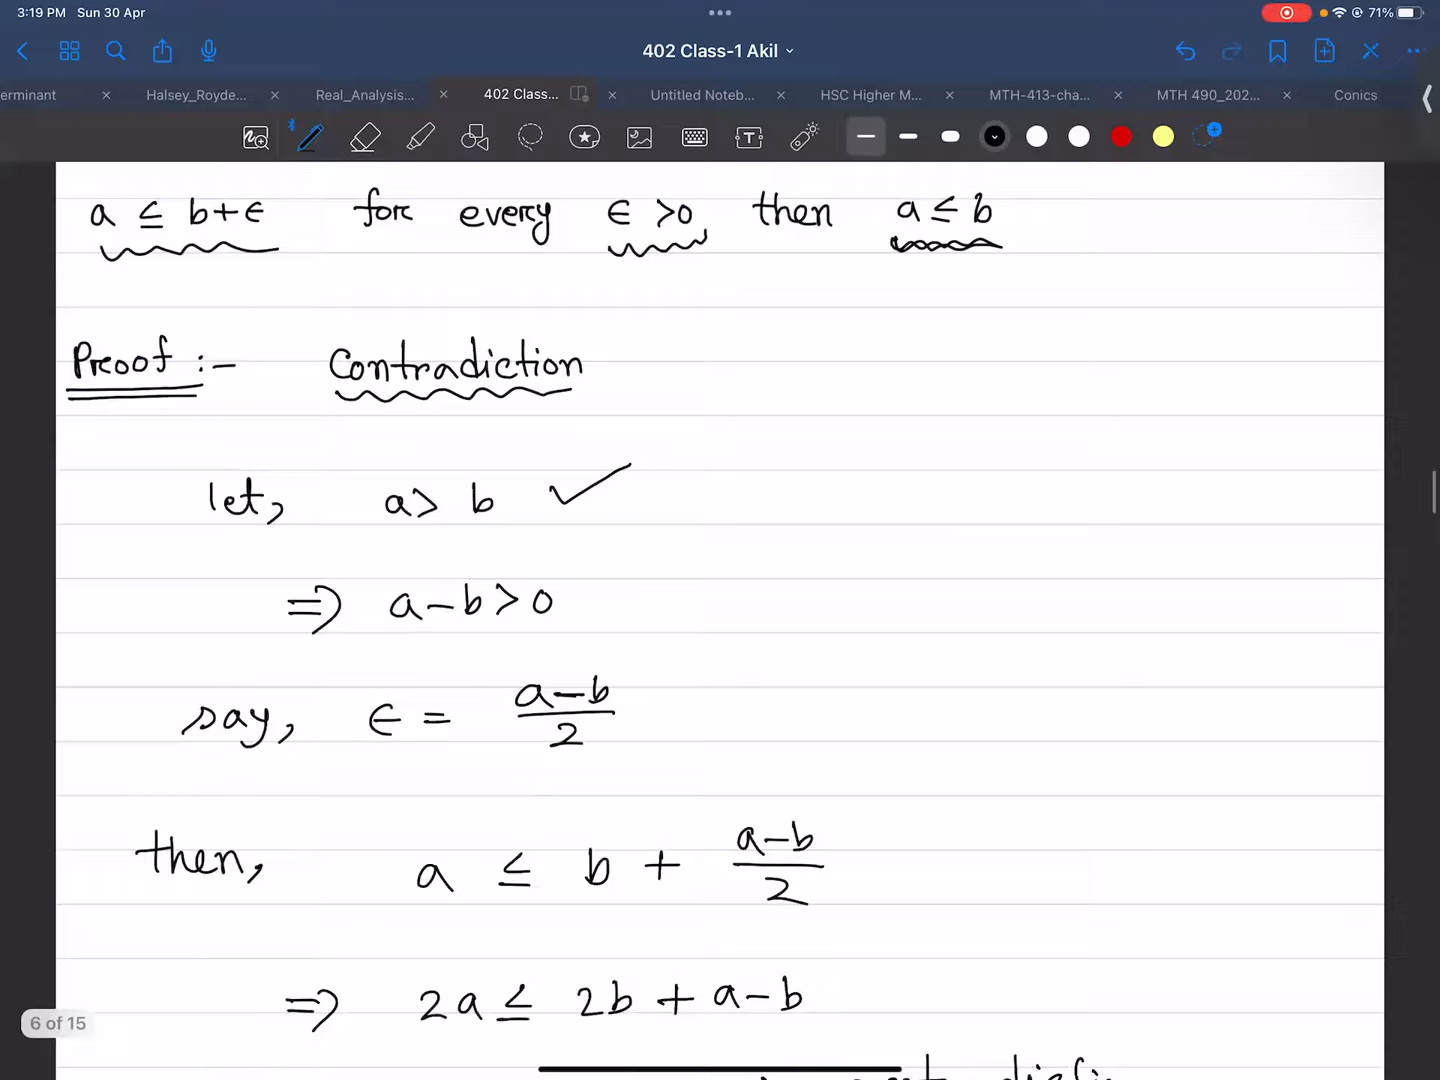 3:19 PM Sun 30 Apr
71%
402 Class-1 Akil
erminant
Halsey_Royde...
Real_Analysis...
402 Class...
Untitled Noteb...
HSC Higher M...
MTH-413-cha...
MTH 490_202...
Conics
a ≤ b+ϵ for every ϵ >0 then a ≤ b
Proof :- Contradiction
let, a > b ✓
⇒ a-b > 0
say, ϵ = (a-b)/2
then, a ≤ b + (a-b)/2
⇒ 2a ≤ 2b + a-b
6 of 15